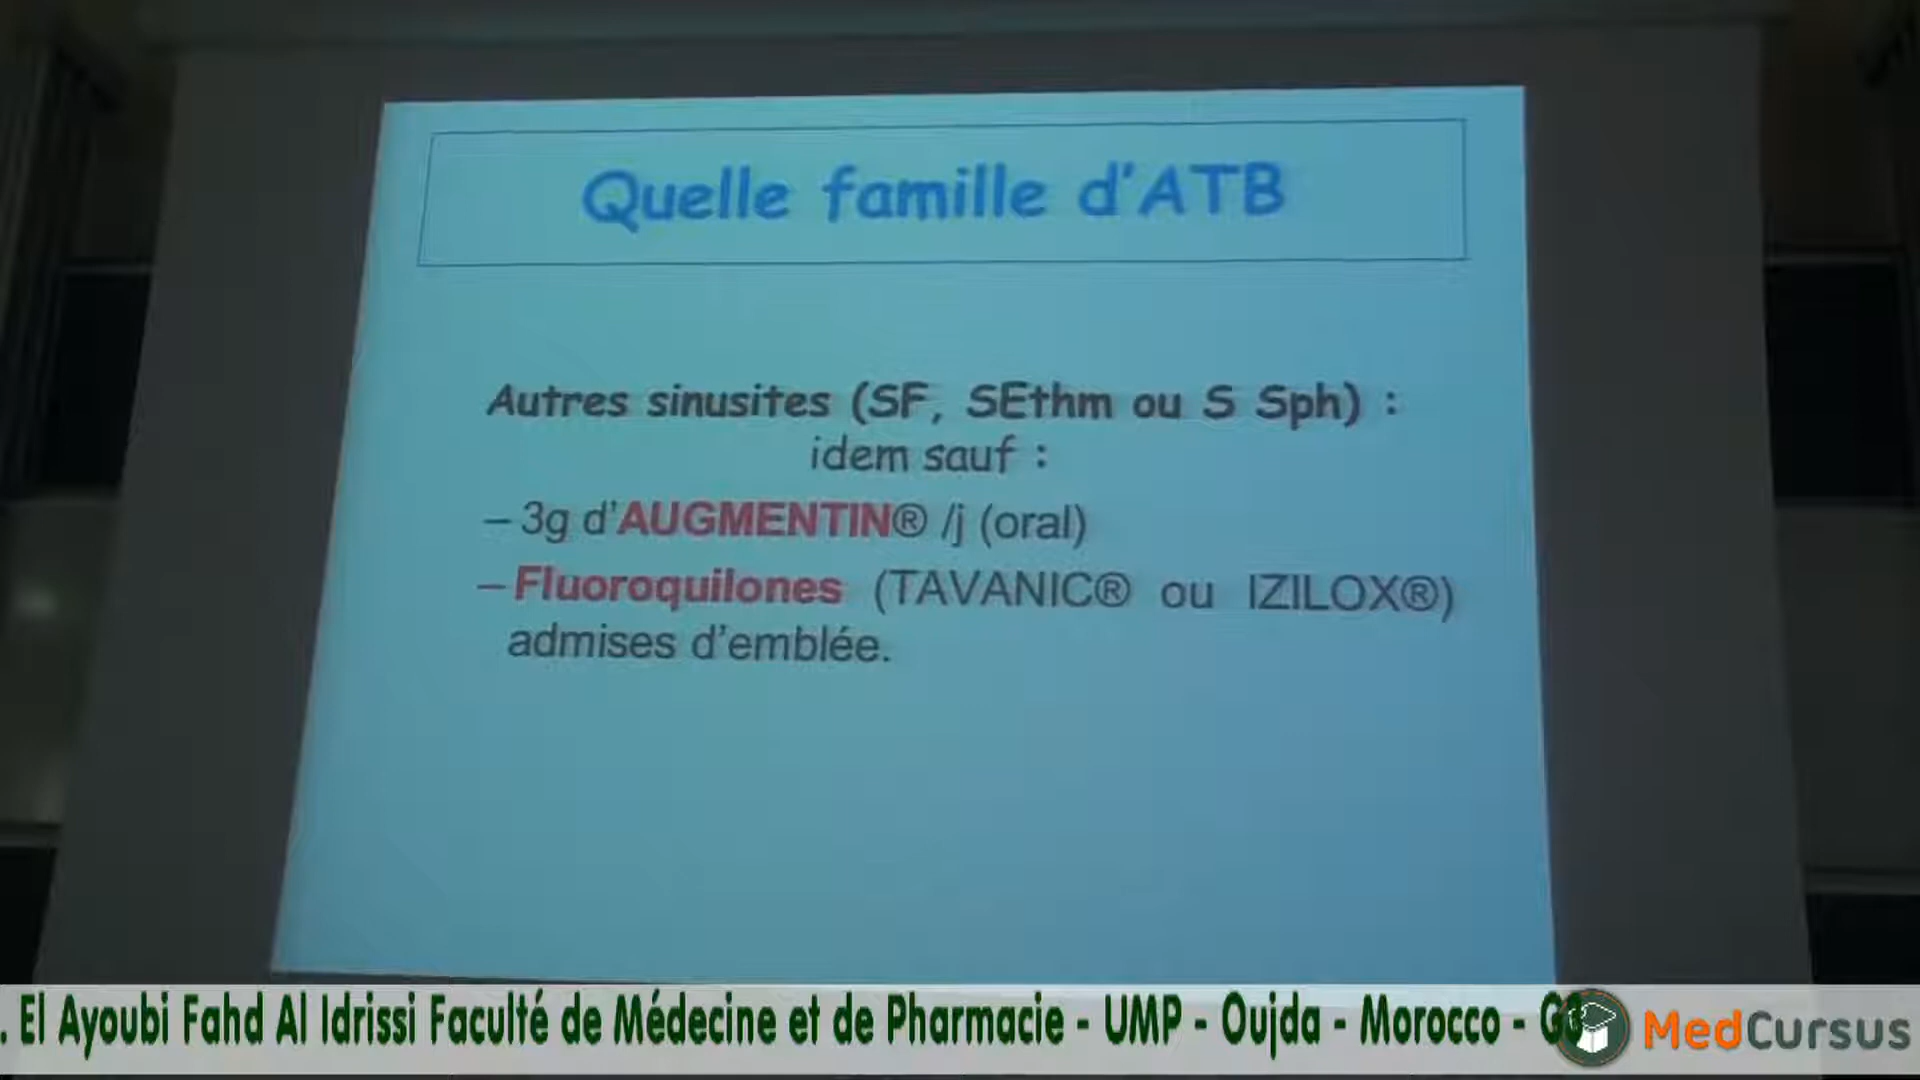 Quelle famille d'ATB
Autres sinusites (SF, SEthm ou S Sph) :
idem sauf :
– 3g d'AUGMENTIN® /j (oral)
– Fluoroquilones (TAVANIC® ou IZILOX®)
admises d'emblée.
. El Ayoubi Fahd Al Idrissi Faculté de Médecine et de Pharmacie - UMP - Oujda - Morocco -
MedCursus